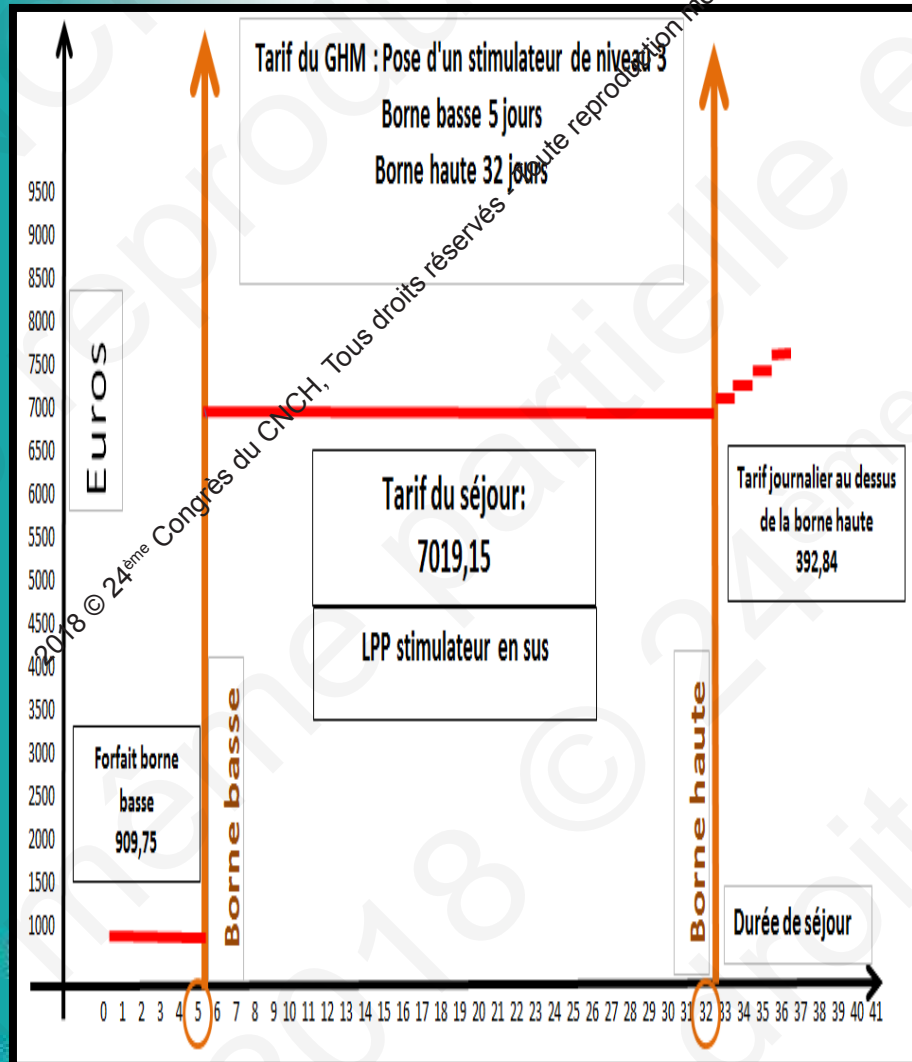 Tarif du GHM : Pose d'un stimulateur de niveau 3
Borne basse 5 jours
Borne haute 32 jours
9500
9000
8500
8000
7500
7000
6500
6000
5500
5000
4500
4000
3500
3000
2500
2000
1500
1000
Euros
Tarif du séjour:
7019,15
LPP stimulateur en sus
Tarif journalier au dessus
de la borne haute
392,84
Forfait borne
basse
909,75
Borne basse
Borne haute
Durée de séjour
0 1 2 3 4 5 6 7 8 9 10 11 12 13 14 15 16 17 18 19 20 21 22 23 24 25 26 27 28 29 30 31 32 33 34 35 36 37 38 39 40 41
2018 © 24ème Congrès du CNCH, Tous droits réservés - Toute reproduction
même partielle
2018 © 24ème
droit